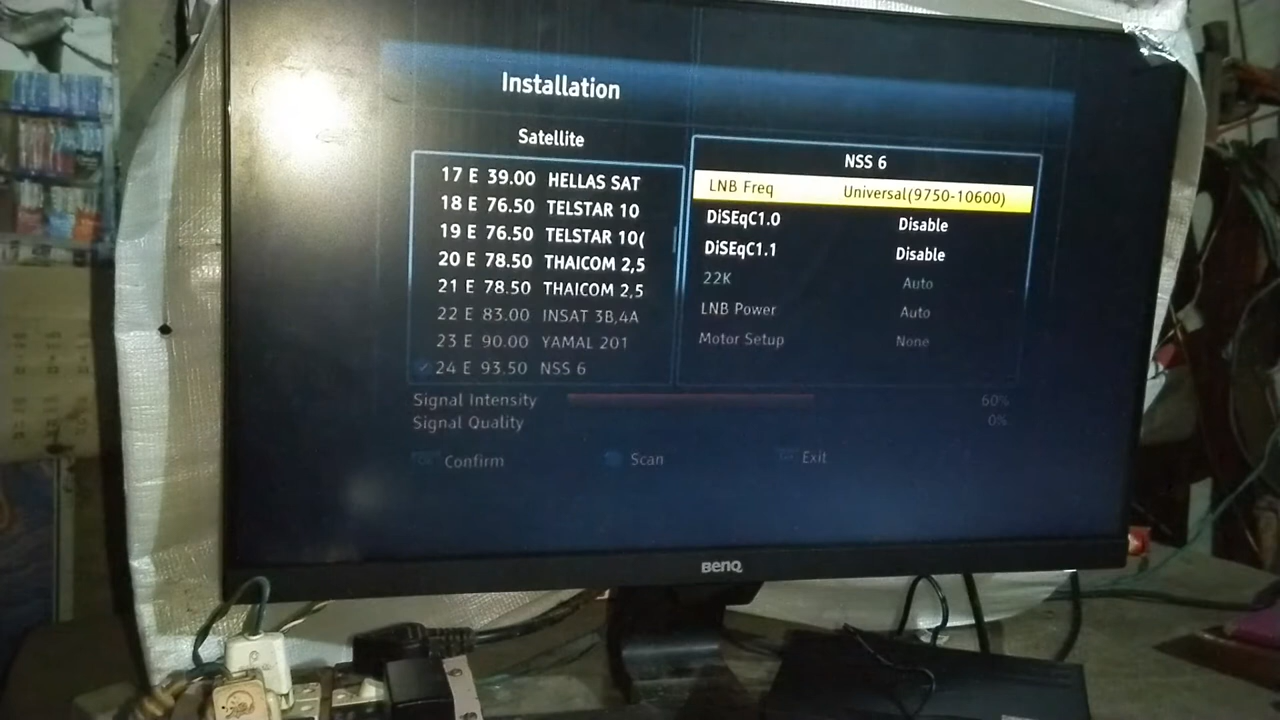 Installation
Satellite
17 E 39.00 HELLAS SAT
18 E 76.50 TELSTAR 10
19 E 76.50 TELSTAR 10(
20 E 78.50 THAICOM 2,5
21 E 78.50 THAICOM 2,5
22 E 83.00 INSAT 3B,4A
23 E 90.00 YAMAL 201
24 E 93.50 NSS 6
NSS 6
LNB Freq Universal(9750-10600)
DiSEqC1.0 Disable
DiSEqC1.1 Disable
22K Auto
LNB Power Auto
Motor Setup None
Signal Intensity 60%
Signal Quality 0%
Confirm Scan Exit
BenQ